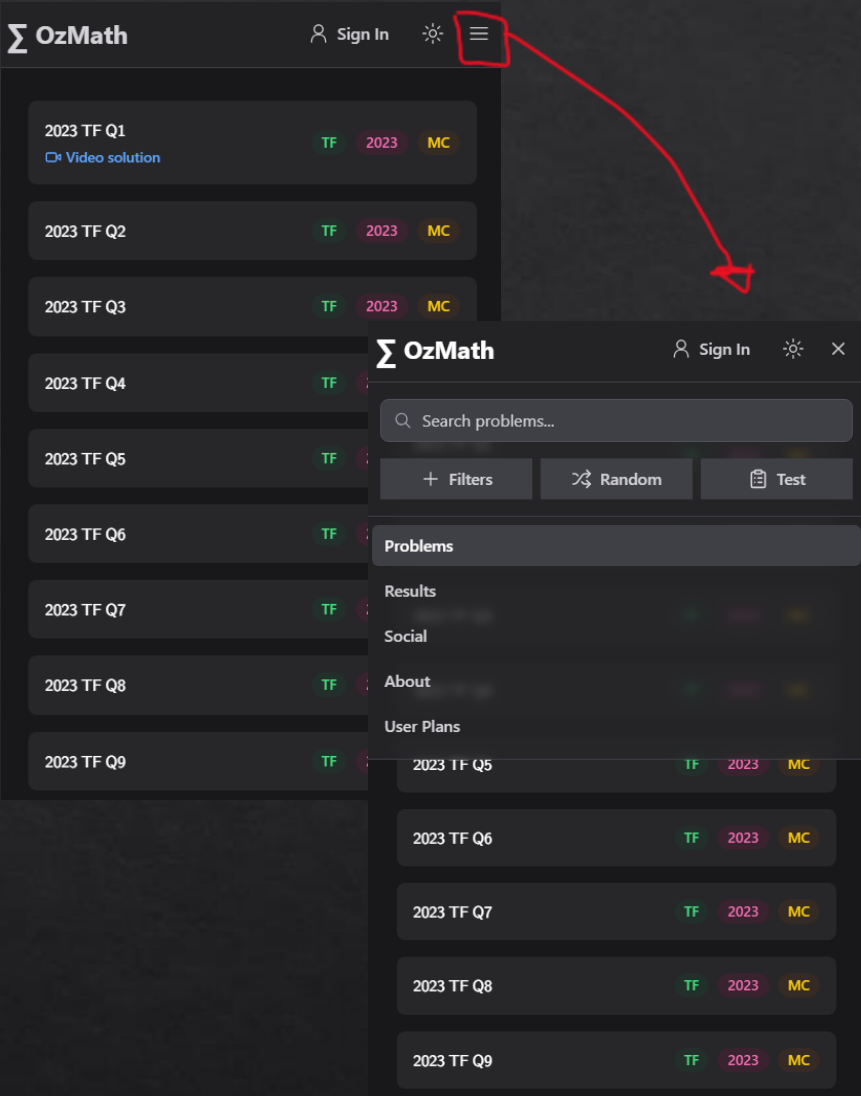 ∑ OzMath Sign In
2023 TF Q1 TF 2023 MC
Video solution
2023 TF Q2 TF 2023 MC
2023 TF Q3 TF 2023 MC
2023 TF Q4 TF
2023 TF Q5 TF
2023 TF Q6 TF
2023 TF Q7 TF
2023 TF Q8 TF
2023 TF Q9 TF
∑ OzMath Sign In
Search problems...
Filters Random Test
Problems
Results
Social
About
User Plans
2023 TF Q5 TF 2023 MC
2023 TF Q6 TF 2023 MC
2023 TF Q7 TF 2023 MC
2023 TF Q8 TF 2023 MC
2023 TF Q9 TF 2023 MC